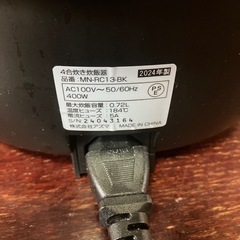 4合炊き炊飯器
2024年製
品番:MN-RC13-BK
AC100V～50/60Hz
400W
PS
E
最大炊飯容量:0.72L
温度ヒューズ:184℃
電流ヒューズ:5A
株式会社アズマ
MADE IN CHINA
S/N: 24043164